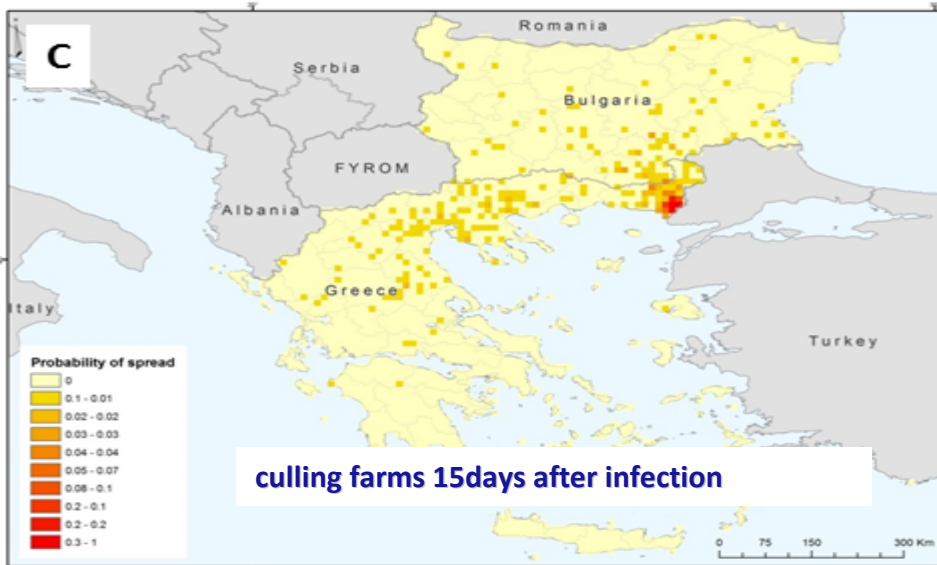 C
Romania
Serbia
Bulgaria
FYROM
Albania
Greece
Italy
Turkey
Probability of spread
0
0.1 - 0.01
0.02 - 0.02
0.03 - 0.03
0.04 - 0.04
0.05 - 0.07
0.08 - 0.1
0.2 - 0.1
0.2 - 0.2
0.3 - 1
culling farms 15days after infection
0 75 150 300 Km